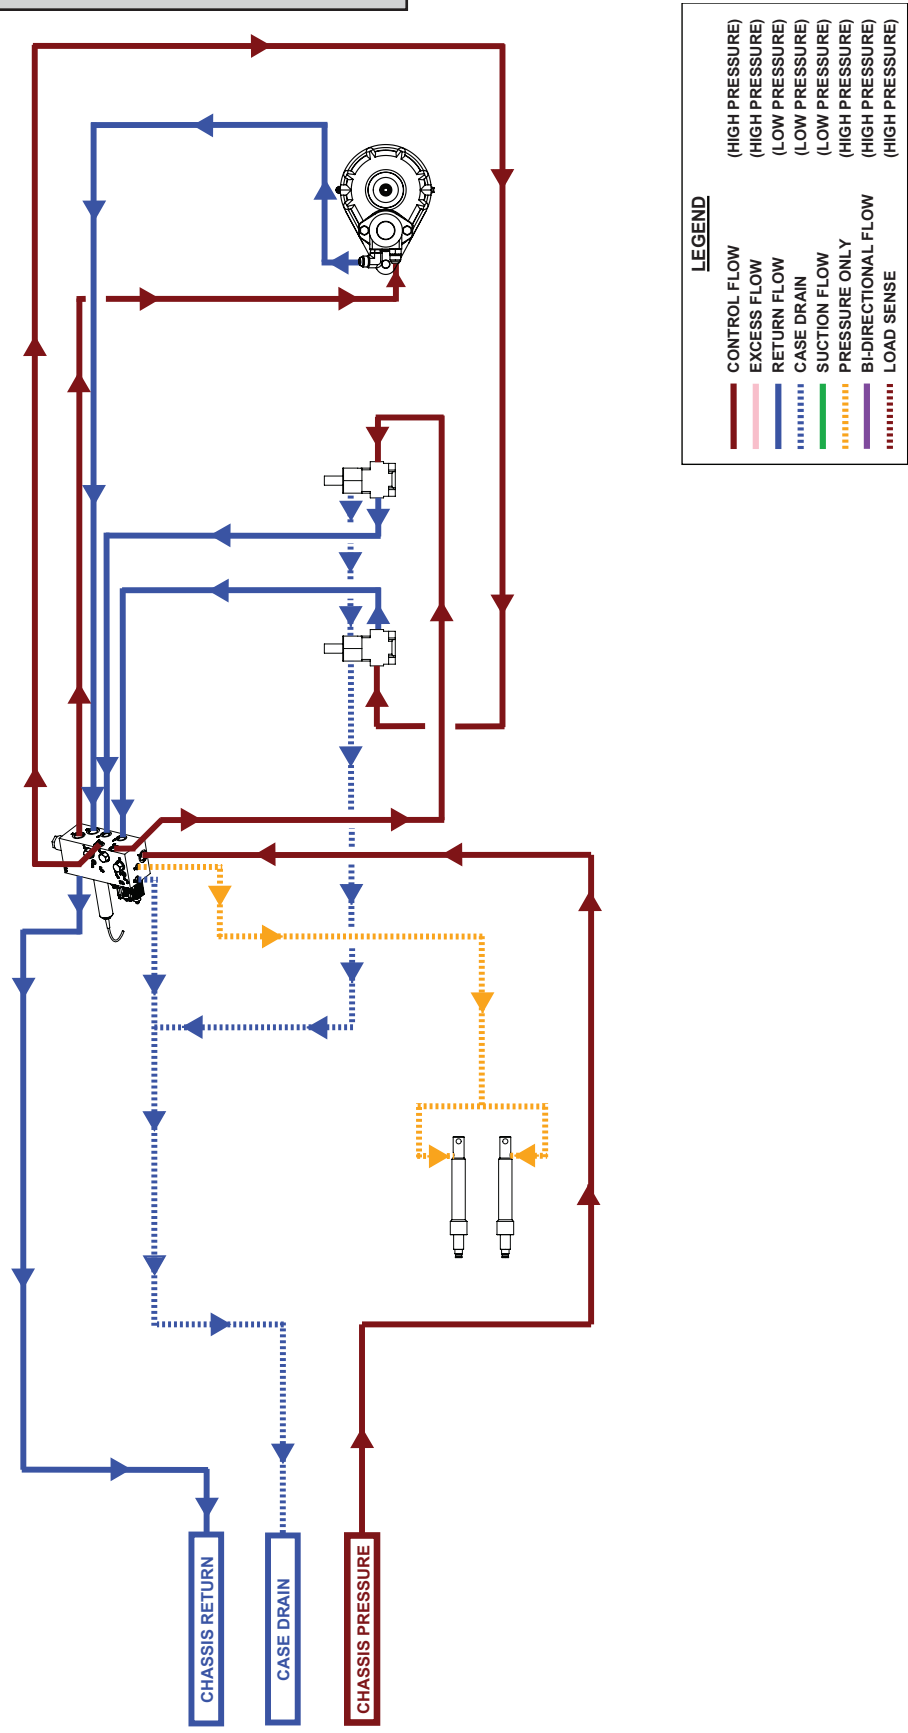 LEGEND
CONTROL FLOW (HIGH PRESSURE)
EXCESS FLOW (HIGH PRESSURE)
RETURN FLOW (LOW PRESSURE)
CASE DRAIN (LOW PRESSURE)
SUCTION FLOW (LOW PRESSURE)
PRESSURE ONLY (HIGH PRESSURE)
BI-DIRECTIONAL FLOW (HIGH PRESSURE)
LOAD SENSE (HIGH PRESSURE)
CHASSIS RETURN
CASE DRAIN
CHASSIS PRESSURE